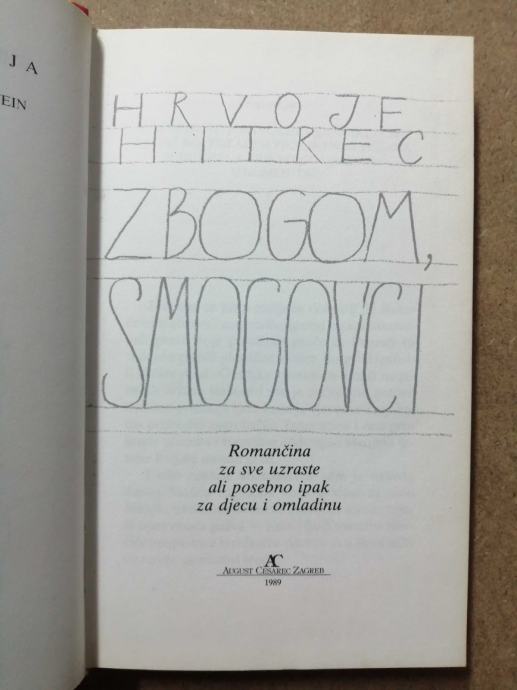 J A
TEIN
HRVOJE
HITREC
ZBOGOM,
SMOGOVCI
Romančina
za sve uzraste
ali posebno ipak
za djecu i omladinu
AC
AUGUST CESAREC ZAGREB
1989